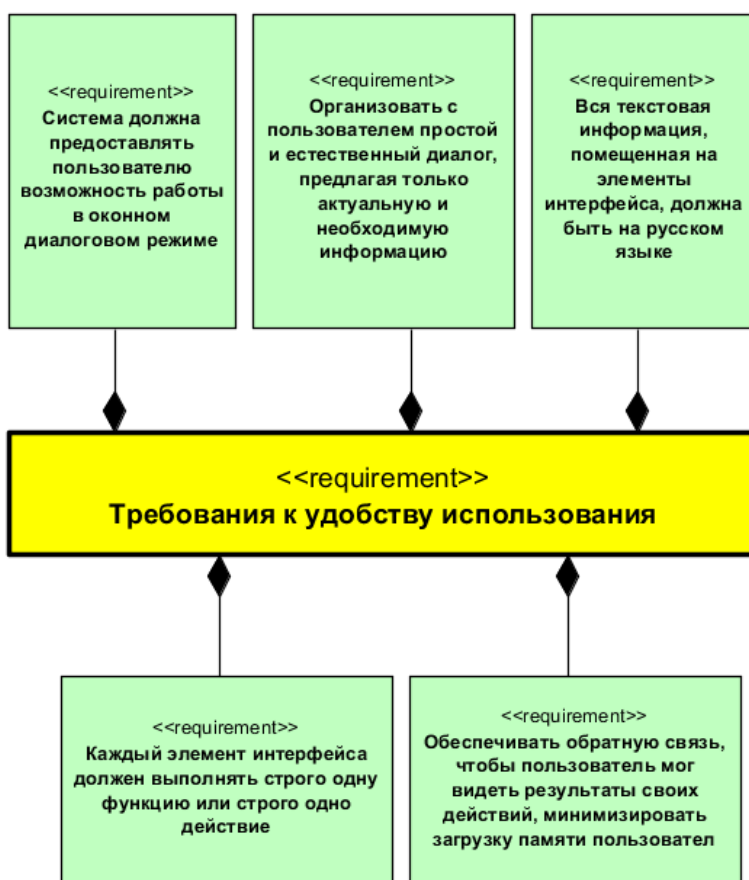 <<requirement>>
Система должна
предоставлять
пользователю
возможность работы
в оконном
диалоговом режиме
<<requirement>>
Организовать с
пользователем простой
и естественный диалог,
предлагая только
актуальную и
необходимую
информацию
<<requirement>>
Вся текстовая
информация,
помещенная на
элементы
интерфейса, должна
быть на русском
языке
<<requirement>>
Требования к удобству использования
<<requirement>>
Каждый элемент интерфейса
должен выполнять строго одну
функцию или строго одно
действие
<<requirement>>
Обеспечивать обратную связь,
чтобы пользователь мог
видеть результаты своих
действий, минимизировать
загрузку памяти пользовател